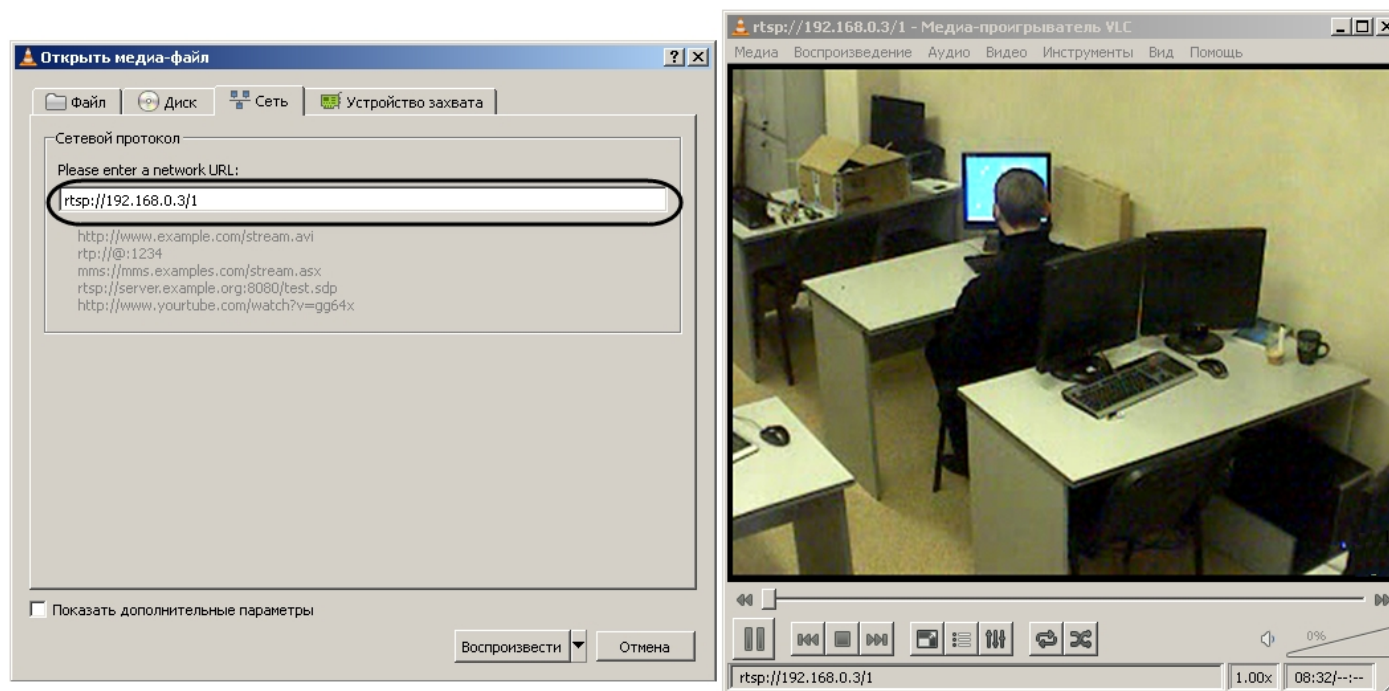 Открыть медиа-файл
Файл
Диск
Сеть
Устройство захвата
Сетевой протокол
Please enter a network URL:
rtsp://192.168.0.3/1
http://www.example.com/stream.avi
rtp://@:1234
mms://mms.examples.com/stream.asx
rtsp://server.example.org:8080/test.sdp
http://www.yourtube.com/watch?v=gg64x
Показать дополнительные параметры
Воспроизвести
Отмена
rtsp://192.168.0.3/1 - Медиа-проигрыватель VLC
Медиа Воспроизведение Аудио Видео Инструменты Вид Помощь
0%
rtsp://192.168.0.3/1
1.00x
08:32/--:--